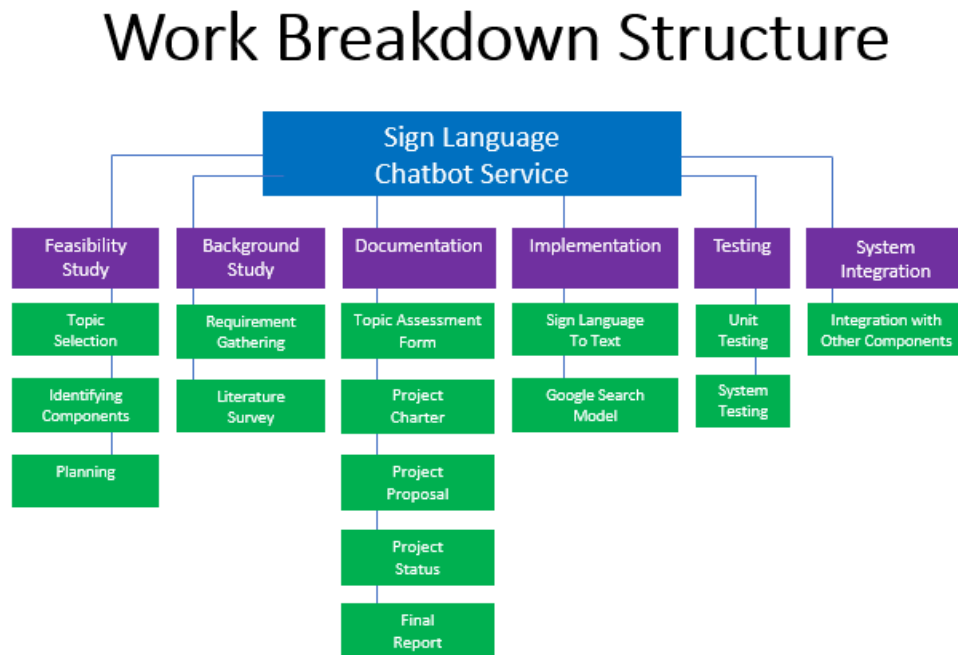 Work Breakdown Structure
Sign Language
Chatbot Service
Feasibility
Study
Background
Study
Documentation
Implementation
Testing
System
Integration
Topic
Selection
Requirement
Gathering
Topic Assessment
Form
Sign Language
To Text
Unit
Testing
Integration with
Other Components
Identifying
Components
Literature
Survey
Project
Charter
Google Search
Model
System
Testing
Planning
Project
Proposal
Project
Status
Final
Report